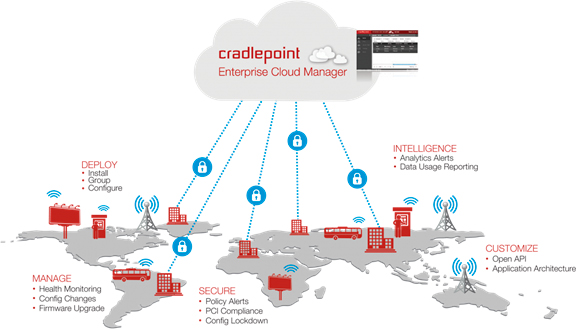 cradlepoint
Enterprise Cloud Manager
INTELLIGENCE
• Analytics Alerts
• Data Usage Reporting
DEPLOY
• Install
• Group
• Configure
CUSTOMIZE
• Open API
• Application Architecture
MANAGE
• Health Monitoring
• Config Changes
• Firmware Upgrade
SECURE
• Policy Alerts
• PCI Compliance
• Config Lockdown